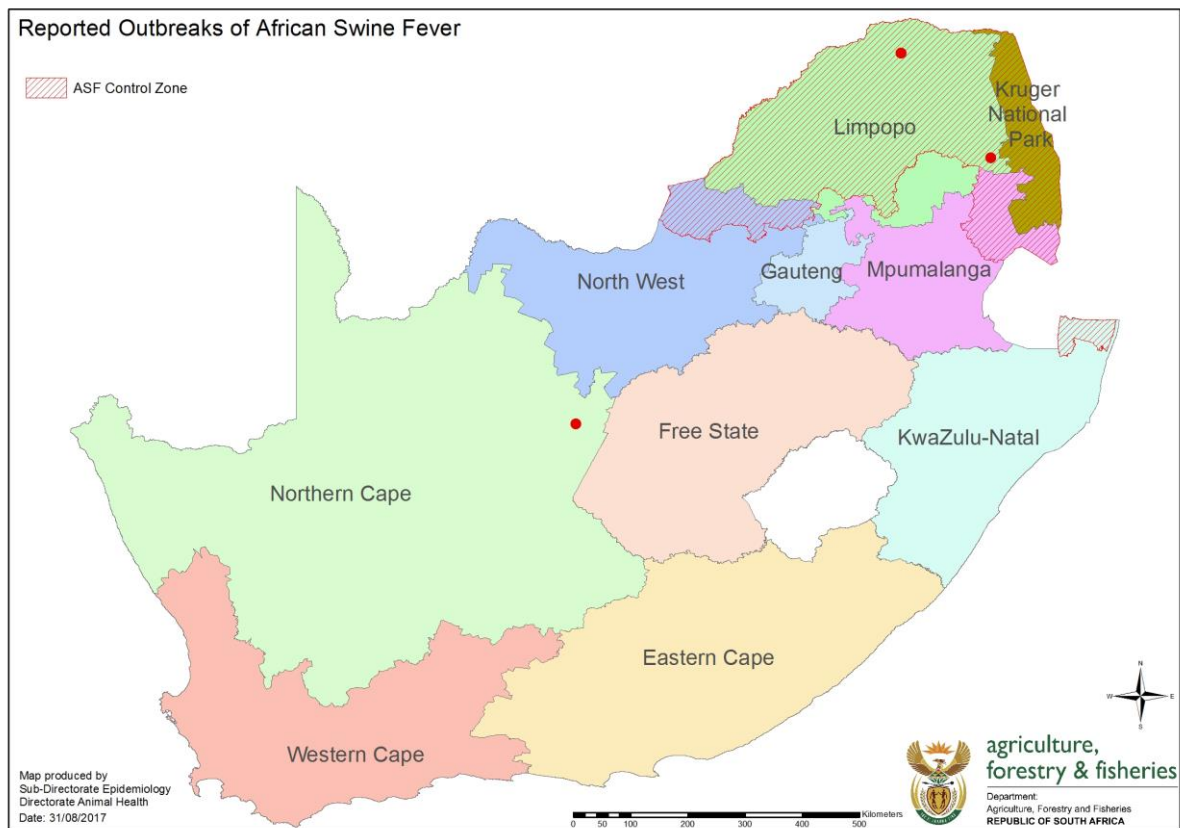 Reported Outbreaks of African Swine Fever
ASF Control Zone
Kruger
National
Park
Limpopo
North West
Gauteng
Mpumalanga
Free State
KwaZulu-Natal
Northern Cape
Eastern Cape
Western Cape
N
W
E
S
Map produced by
Sub-Directorate Epidemiology
Directorate Animal Health
Date: 31/08/2017
Kilometers
0 50 100 200 300 400 500
agriculture,
forestry & fisheries
Department:
Agriculture, Forestry and Fisheries
REPUBLIC OF SOUTH AFRICA